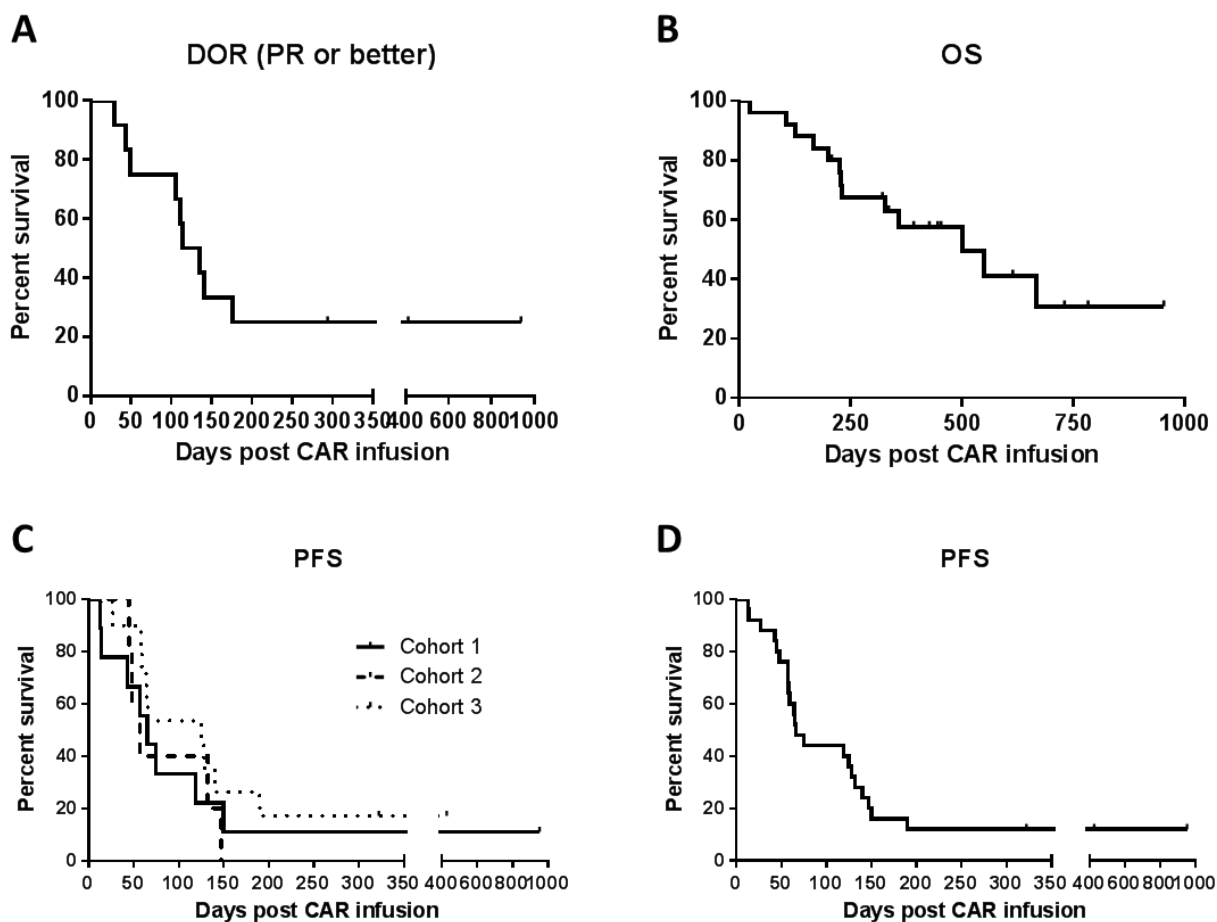 A
DOR (PR or better)
Percent survival
100
80
60
40
20
0
0 50 100 150 200 250 300 350 400 600 800 1000
Days post CAR infusion
B
OS
Percent survival
100
80
60
40
20
0
0 250 500 750 1000
Days post CAR infusion
C
PFS
Percent survival
100
80
60
40
20
0
Cohort 1
Cohort 2
Cohort 3
0 50 100 150 200 250 300 350 400 600 800 1000
Days post CAR infusion
D
PFS
Percent survival
100
80
60
40
20
0
0 50 100 150 200 250 300 350 400 600 800 1000
Days post CAR infusion